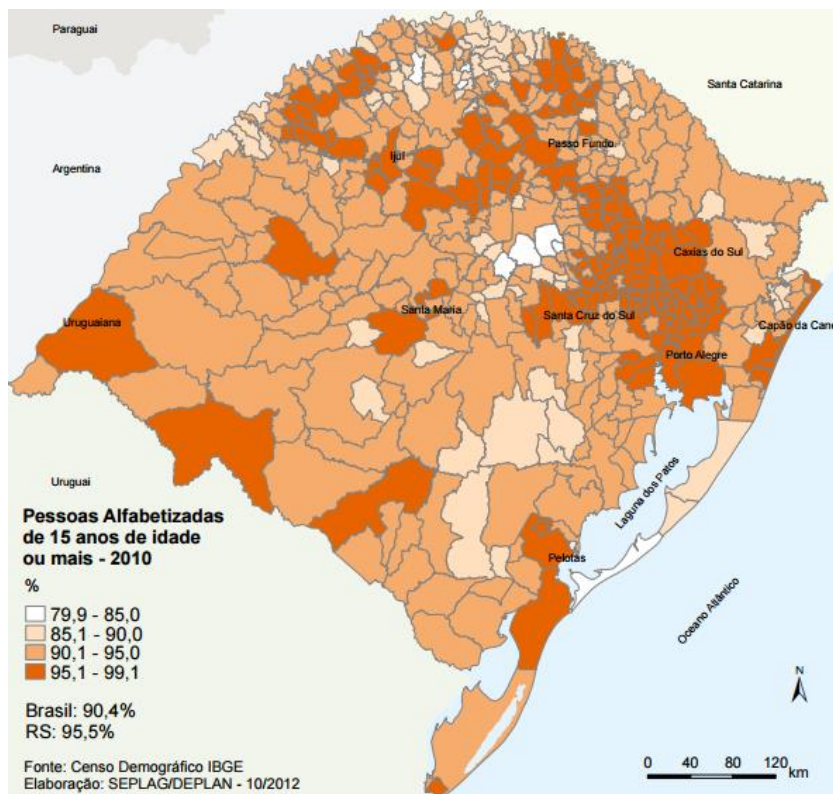 Paraguai
Santa Catarina
Argentina
Ijuí
Passo Fundo
Caxias do Sul
Uruguaiana
Santa Maria
Santa Cruz do Sul
Capão da Cano
Porto Alegre
Uruguai
Laguna dos Patos
Pelotas
Oceano Atlântico
Pessoas Alfabetizadas
de 15 anos de idade
ou mais - 2010
%
79,9 - 85,0
85,1 - 90,0
90,1 - 95,0
95,1 - 99,1
Brasil: 90,4%
RS: 95,5%
Fonte: Censo Demográfico IBGE
Elaboração: SEPLAG/DEPLAN - 10/2012
N
0 40 80 120
km